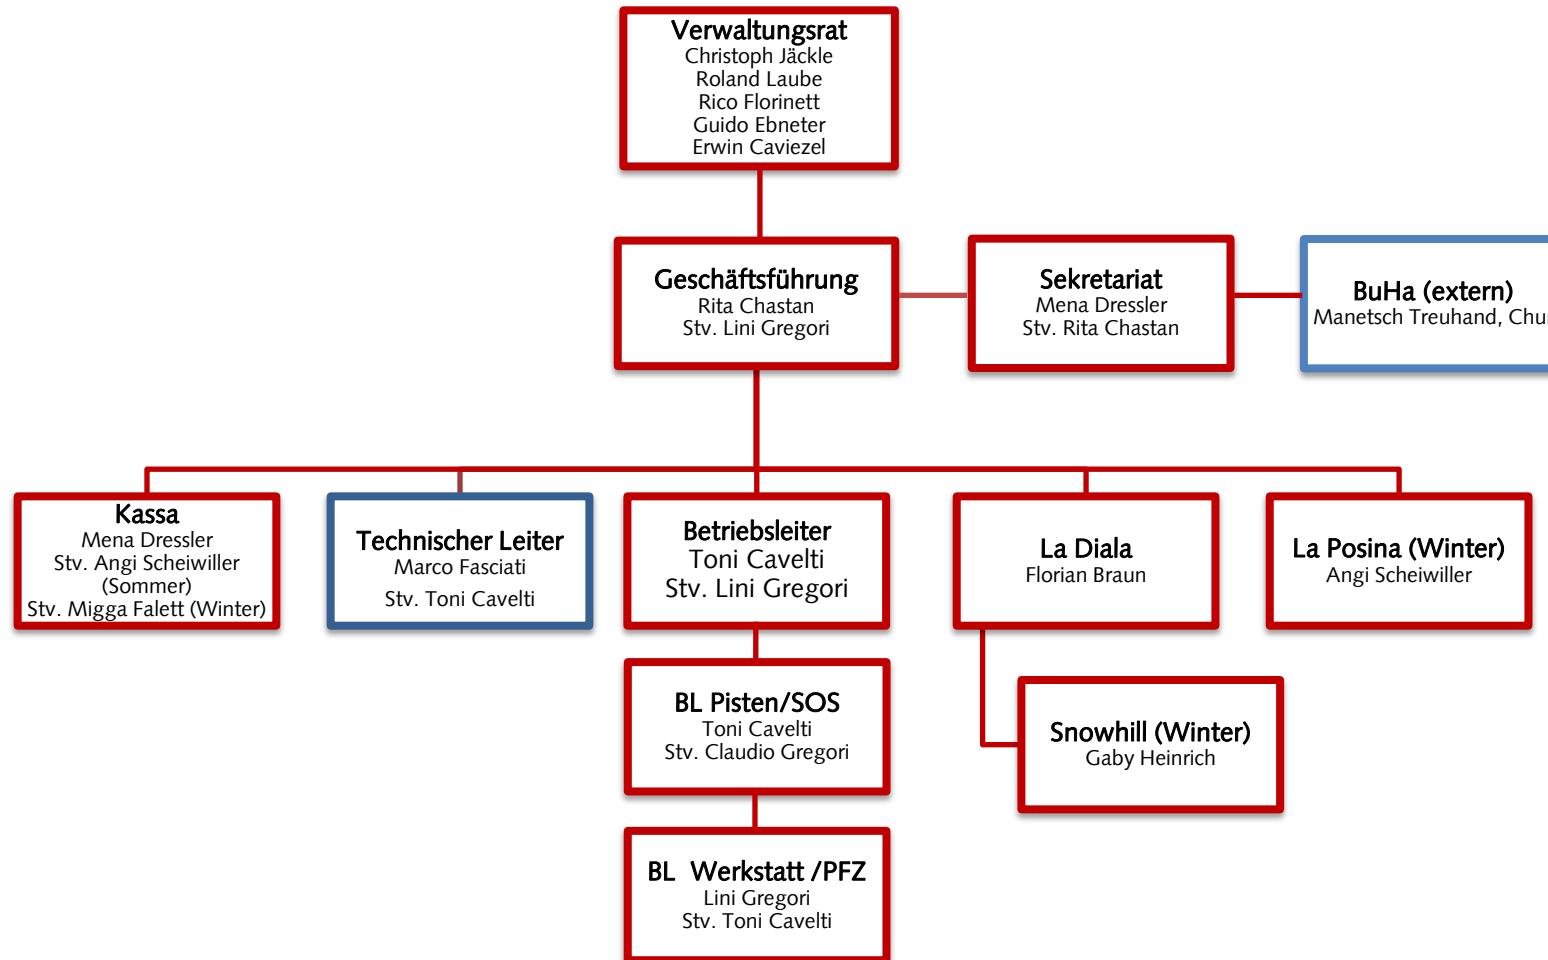 Verwaltungsrat
Christoph Jäckle
Roland Laube
Rico Florinett
Guido Ebneter
Erwin Caviezel
Geschäftsführung
Rita Chastan
Stv. Lini Gregori
Sekretariat
Mena Dressler
Stv. Rita Chastan
BuHa (extern)
Manetsch Treuhand, Chur
Kassa
Mena Dressler
Stv. Angi Scheiwiller
(Sommer)
Stv. Migga Falett (Winter)
Technischer Leiter
Marco Fasciati
Stv. Toni Cavelti
Betriebsleiter
Toni Cavelti
Stv. Lini Gregori
La Diala
Florian Braun
La Posina (Winter)
Angi Scheiwiller
BL Pisten/SOS
Toni Cavelti
Stv. Claudio Gregori
Snowhill (Winter)
Gaby Heinrich
BL  Werkstatt /PFZ
Lini Gregori
Stv. Toni Cavelti